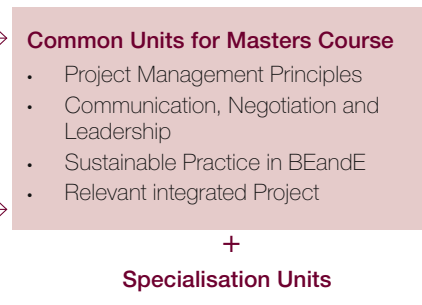 Common Units for Masters Course
• Project Management Principles
• Communication, Negotiation and
Leadership
• Sustainable Practice in BEandE
• Relevant integrated Project
+
Specialisation Units